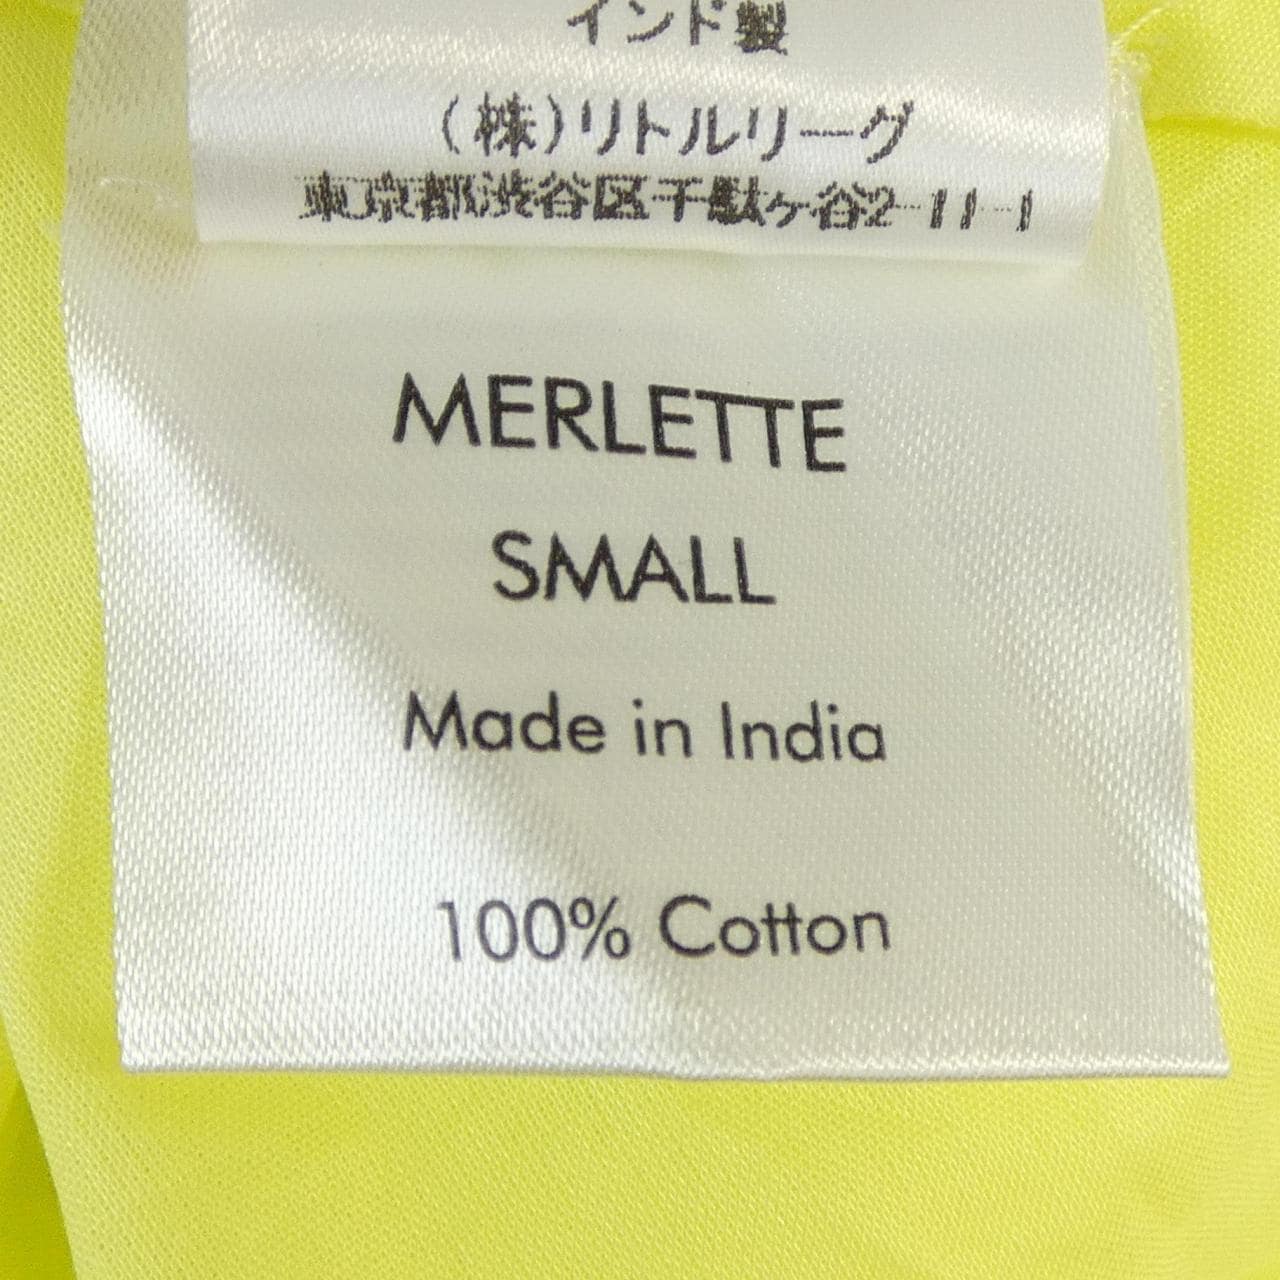 インド製
(株)リトルリーグ
東京都渋谷区千駄ヶ谷2-11-1
MERLETTE
SMALL
Made in India
100% Cotton